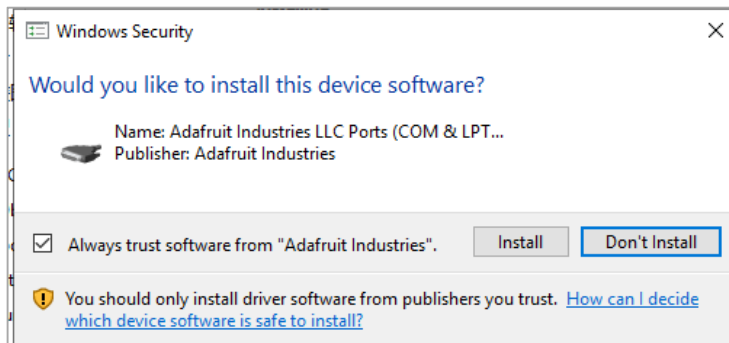 Windows Security
Would you like to install this device software?
Name: Adafruit Industries LLC Ports (COM & LPT...
Publisher: Adafruit Industries
Always trust software from "Adafruit Industries".
Install
Don't Install
You should only install driver software from publishers you trust. How can I decide
which device software is safe to install?